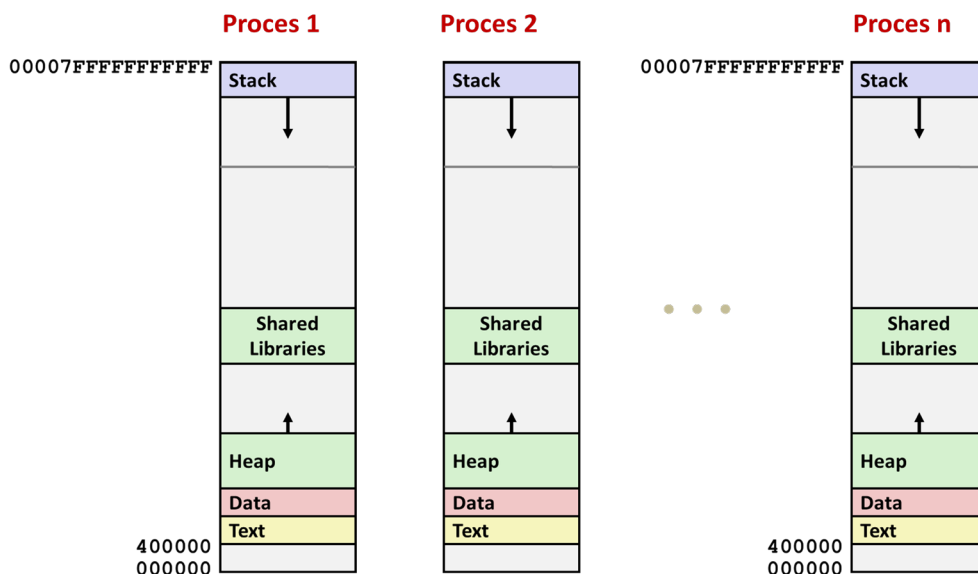 Proces 1
Proces 2
Proces n
00007FFFFFFFFFFF
Stack
Stack
00007FFFFFFFFFFF
Stack
Shared
Libraries
Shared
Libraries
Shared
Libraries
Heap
Heap
Heap
Data
Data
Data
Text
Text
Text
400000
400000
000000
000000